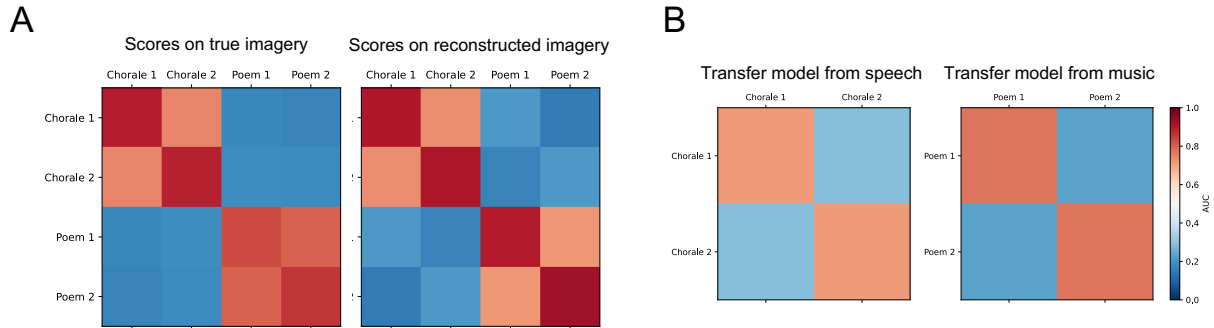 A
B
Scores on true imagery
Scores on reconstructed imagery
Chorale 1 Chorale 2 Poem 1 Poem 2
Chorale 1 Chorale 2 Poem 1 Poem 2
Chorale 1
Chorale 2
Poem 1
Poem 2
Transfer model from speech
Transfer model from music
Chorale 1 Chorale 2
Poem 1 Poem 2
Chorale 1
Chorale 2
Poem 1
Poem 2
1.0
0.8
0.6
0.4
0.2
0.0
AUC